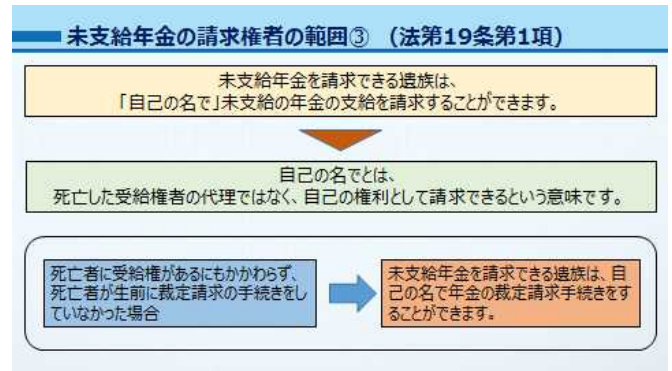 未支給年金の請求権者の範囲③　(法第19条第1項)
未支給年金を請求できる遺族は、
「自己の名で」未支給の年金の支給を請求することができます。
自己の名でとは、
死亡した受給権者の代理ではなく、自己の権利として請求できるという意味です。
死亡者に受給権があるにもかかわらず、
死亡者が生前に裁定請求の手続きをし
ていなかった場合
未支給年金を請求できる遺族は、自
己の名で年金の裁定請求手続きをす
ることができます。